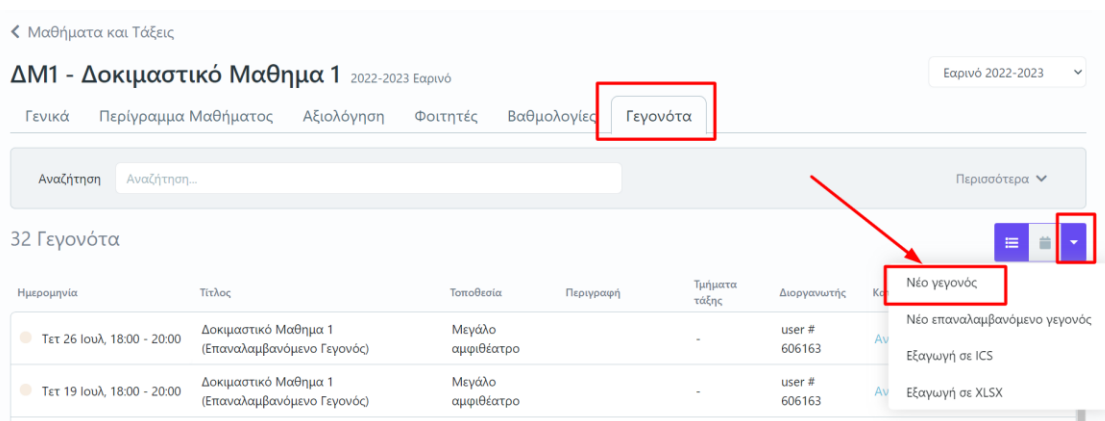 Μαθήματα και Τάξεις
ΔΜ1 - Δοκιμαστικό Μαθημα 1 2022-2023 Εαρινό
Εαρινό 2022-2023
Γενικά Περίγραμμα Μαθήματος Αξιολόγηση Φοιτητές Βαθμολογίες Γεγονότα
Αναζήτηση Αναζήτηση... Περισσότερα
32 Γεγονότα
Νέο γεγονός
Νέο επαναλαμβανόμενο γεγονός
Εξαγωγή σε ICS
Εξαγωγή σε XLSX
Ημερομηνία Τίτλος Τοποθεσία Περιγραφή Τμήματα τάξης Διοργανωτής
Τετ 26 Ιουλ, 18:00 - 20:00 Δοκιμαστικό Μαθημα 1 Μεγάλο - user #
(Επαναλαμβανόμενο Γεγονός) αμφιθέατρο 606163
Τετ 19 Ιουλ, 18:00 - 20:00 Δοκιμαστικό Μαθημα 1 Μεγάλο - user #
(Επαναλαμβανόμενο Γεγονός) αμφιθέατρο 606163